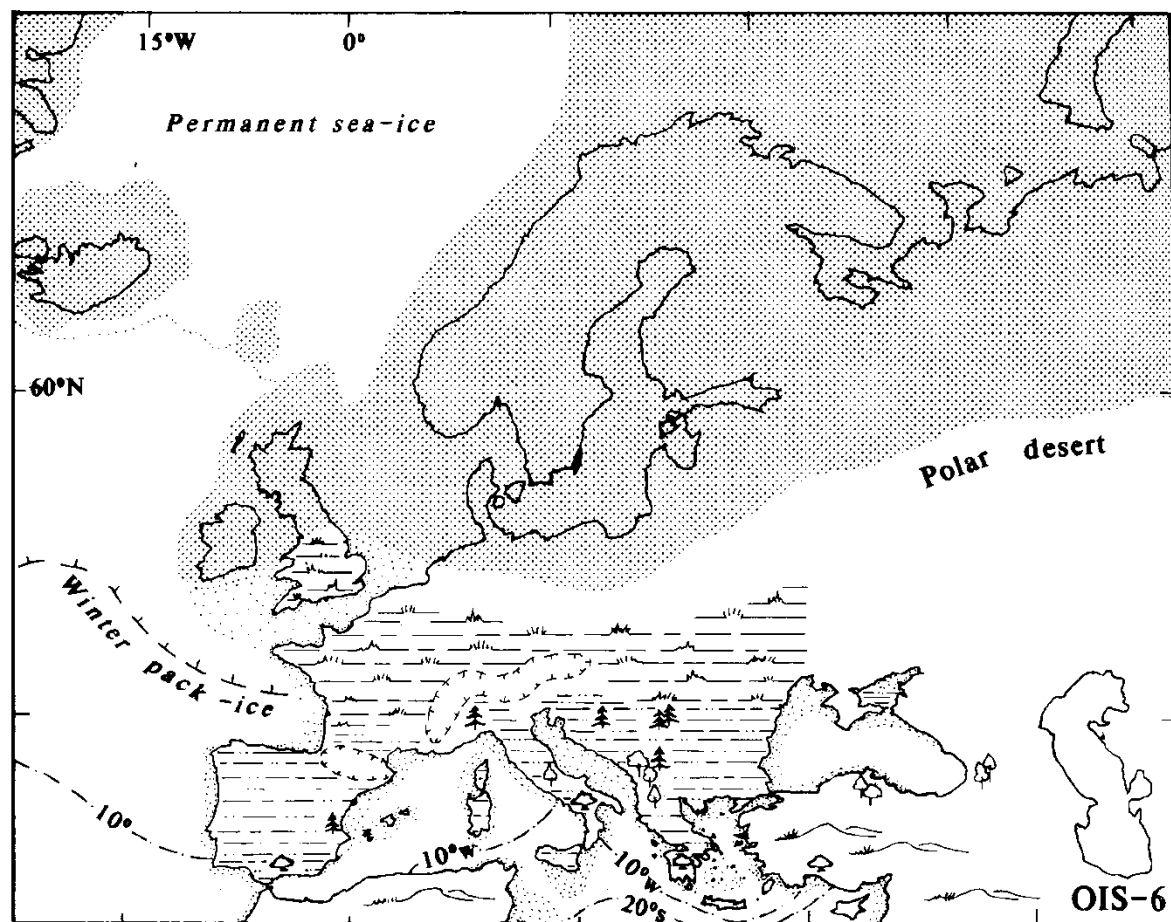 15°W
0°
Permanent sea-ice
60°N
Polar desert
Winter pack-ice
10°
10°w
10°w
20°s
OIS-6